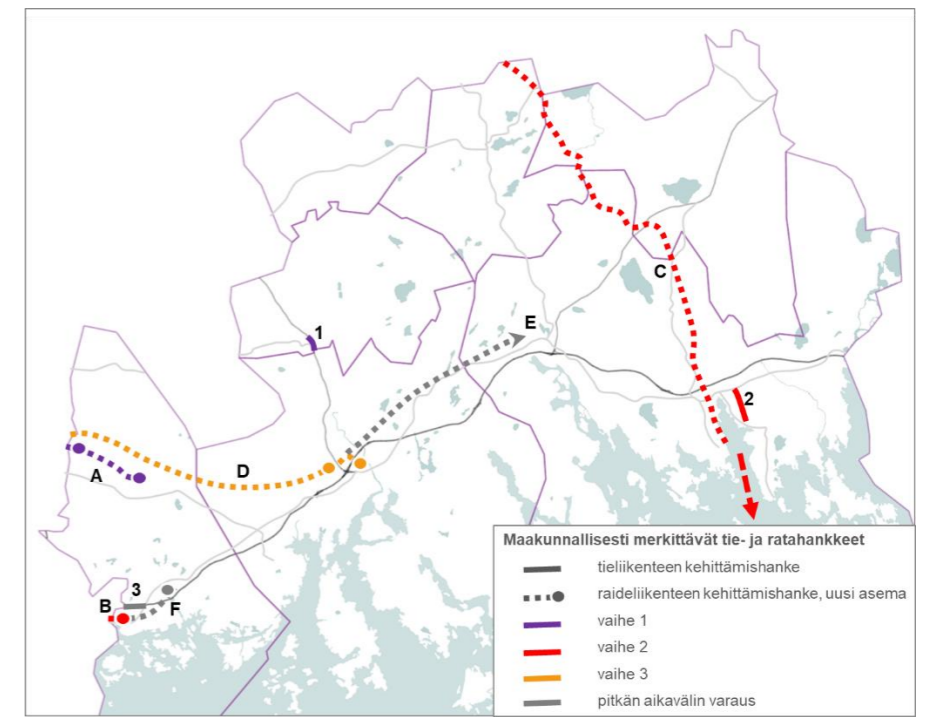 1
C
E
2
D
A
3
B
F
Maakunnallisesti merkittävät tie- ja ratahankkeet
tieliikenteen kehittämishanke
raideliikenteen kehittämishanke, uusi asema
vaihe 1
vaihe 2
vaihe 3
pitkän aikavälin varaus